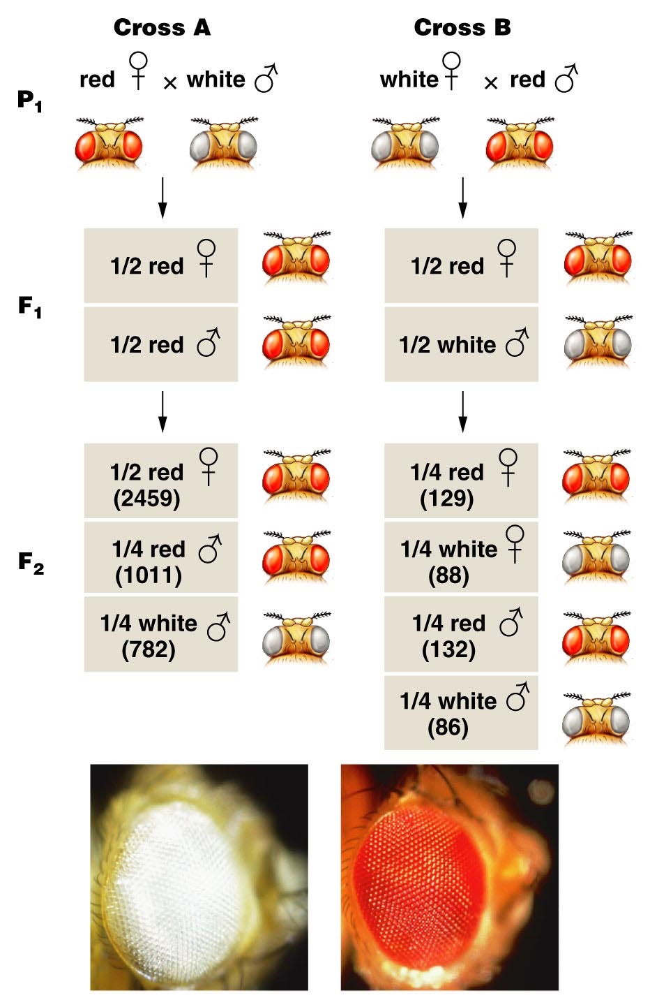 Cross A
Cross B
red ♀ × white ♂
white ♀ × red ♂
P1
1/2 red ♀
1/2 red ♂
1/2 red ♀
1/2 white ♂
F1
1/2 red ♀
(2459)
1/4 red ♂
(1011)
1/4 white ♂
(782)
1/4 red ♀
(129)
1/4 white ♀
(88)
1/4 red ♂
(132)
1/4 white ♂
(86)
F2